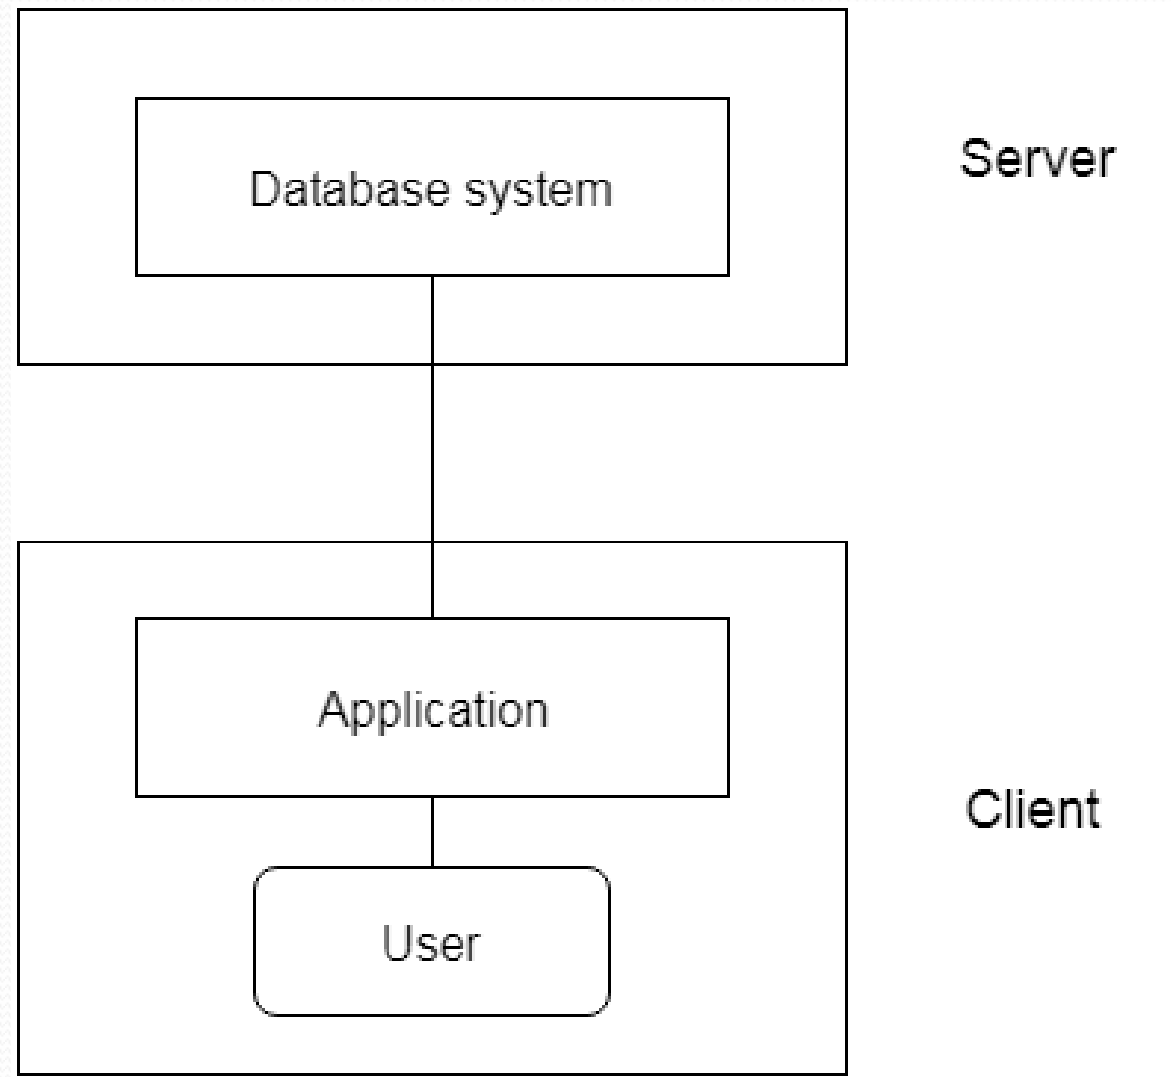 Database system
Server
Application
Client
User